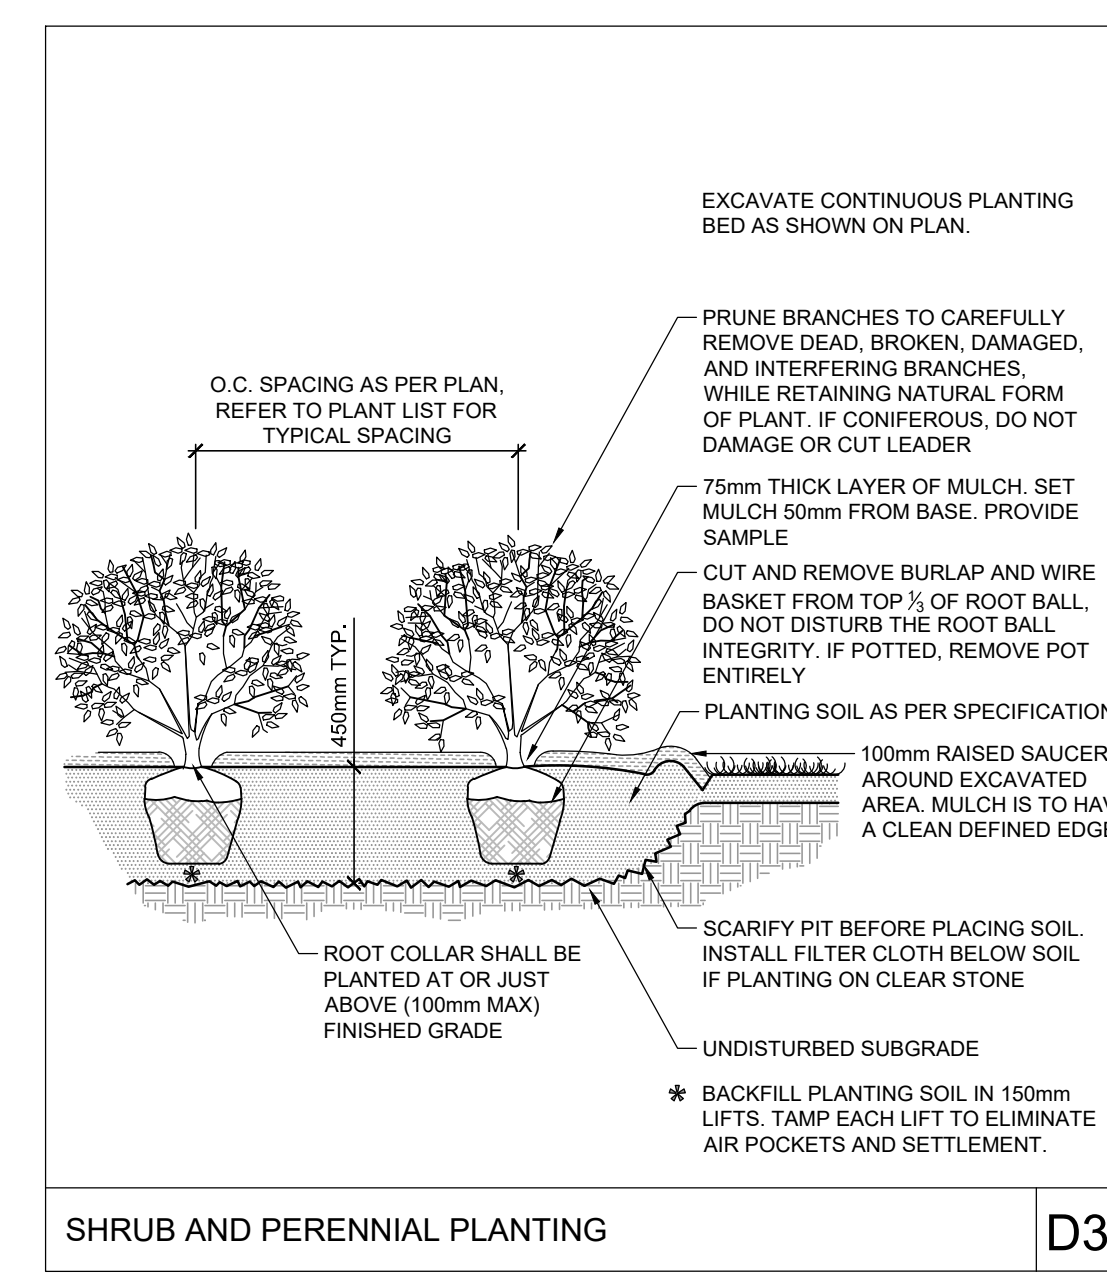 EXCAVATE CONTINUOUS PLANTING
BED AS SHOWN ON PLAN.
PRUNE BRANCHES TO CAREFULLY
REMOVE DEAD, BROKEN, DAMAGED,
AND INTERFERING BRANCHES,
WHILE RETAINING NATURAL FORM
OF PLANT. IF CONIFEROUS, DO NOT
DAMAGE OR CUT LEADER
O.C. SPACING AS PER PLAN,
REFER TO PLANT LIST FOR
TYPICAL SPACING
75mm THICK LAYER OF MULCH. SET
MULCH 50mm FROM BASE. PROVIDE
SAMPLE
CUT AND REMOVE BURLAP AND WIRE
BASKET FROM TOP ⅓ OF ROOT BALL,
DO NOT DISTURB THE ROOT BALL
INTEGRITY. IF POTTED, REMOVE POT
ENTIRELY
450mm TYP.
PLANTING SOIL AS PER SPECIFICATION
100mm RAISED SAUCER
AROUND EXCAVATED
AREA. MULCH IS TO HAV
A CLEAN DEFINED EDGE
SCARIFY PIT BEFORE PLACING SOIL.
INSTALL FILTER CLOTH BELOW SOIL
IF PLANTING ON CLEAR STONE
ROOT COLLAR SHALL BE
PLANTED AT OR JUST
ABOVE (100mm MAX)
FINISHED GRADE
UNDISTURBED SUBGRADE
* BACKFILL PLANTING SOIL IN 150mm
LIFTS. TAMP EACH LIFT TO ELIMINATE
AIR POCKETS AND SETTLEMENT.
SHRUB AND PERENNIAL PLANTING
D3